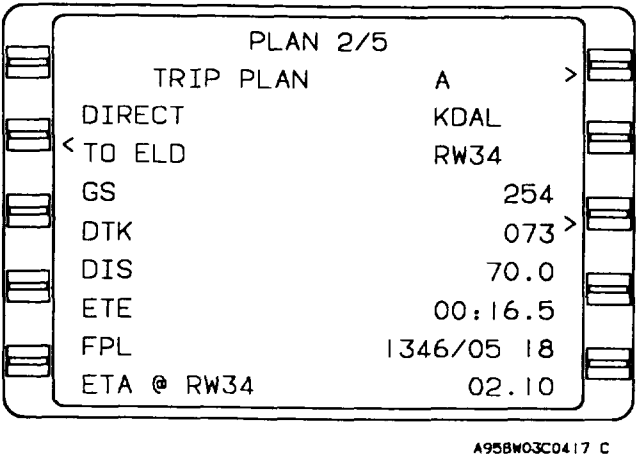 PLAN 2/5
TRIP PLAN A >
DIRECT KDAL
< TO ELD RW34
GS 254
DTK 073 >
DIS 70.0
ETE 00:16.5
FPL 1346/05 18
ETA @ RW34 02.10
A95BW03C0417 C